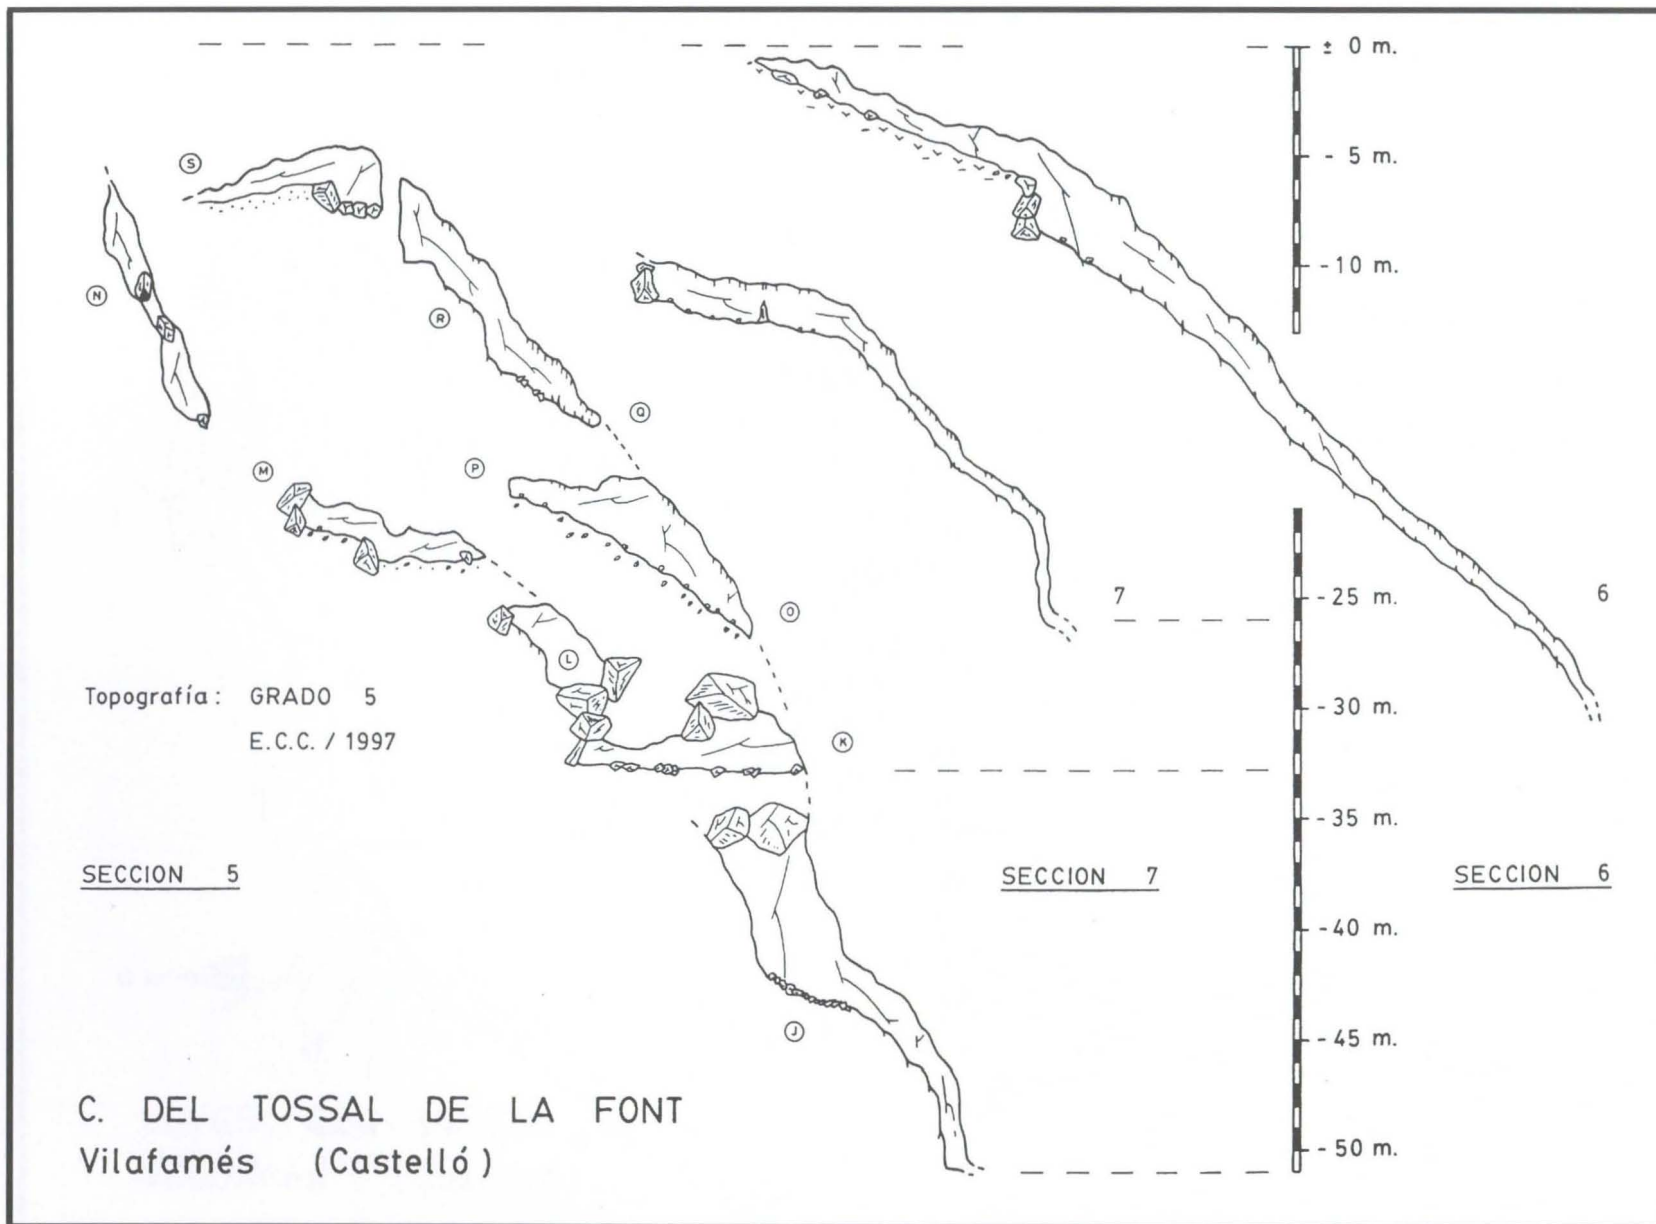 ± 0 m.
- 5 m.
-10 m.
S
N
R
Q
M
P
O
-25 m.
7
6
L
Topografía: GRADO 5
E.C.C. / 1997
-30 m.
K
-35 m.
SECCION 5
SECCION 7
SECCION 6
-40 m.
J
-45 m.
C. DEL TOSSAL DE LA FONT
Vilafamés (Castelló)
-50 m.